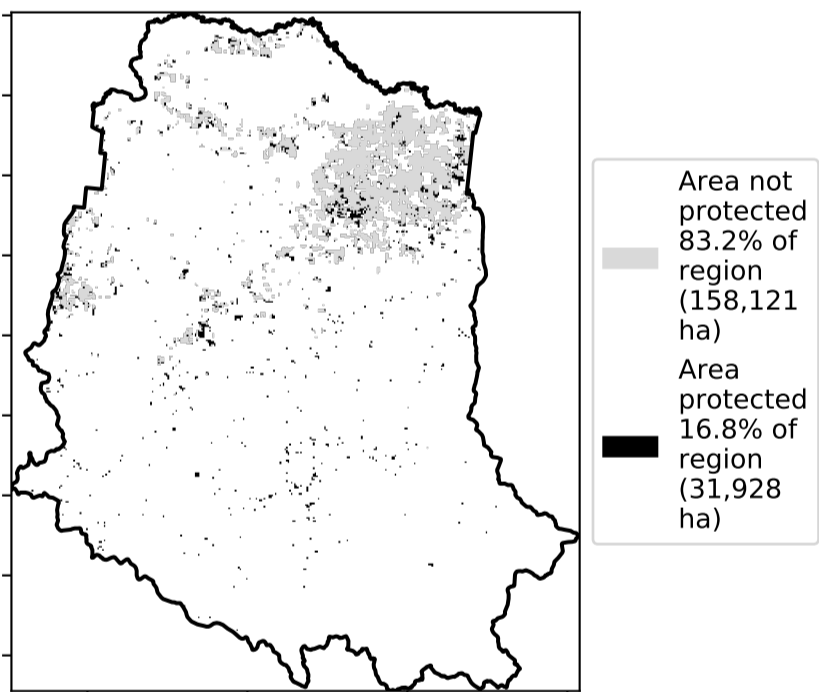 Area not
protected
83.2% of
region
(158,121
ha)
Area
protected
16.8% of
region
(31,928
ha)